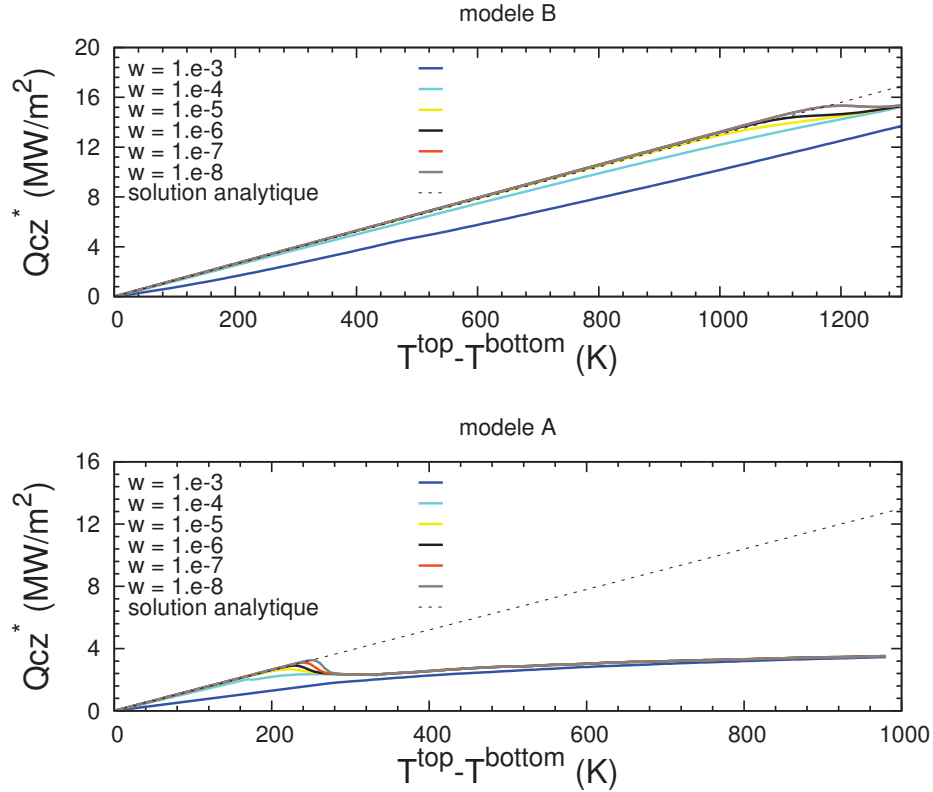 modele B
20
16
12
8
4
0
Qcz* (MW/m2)
w = 1.e-3
w = 1.e-4
w = 1.e-5
w = 1.e-6
w = 1.e-7
w = 1.e-8
solution analytique
0 200 400 600 800 1000 1200
Ttop-Tbottom (K)
modele A
16
12
8
4
0
Qcz* (MW/m2)
w = 1.e-3
w = 1.e-4
w = 1.e-5
w = 1.e-6
w = 1.e-7
w = 1.e-8
solution analytique
0 200 400 600 800 1000
Ttop-Tbottom (K)